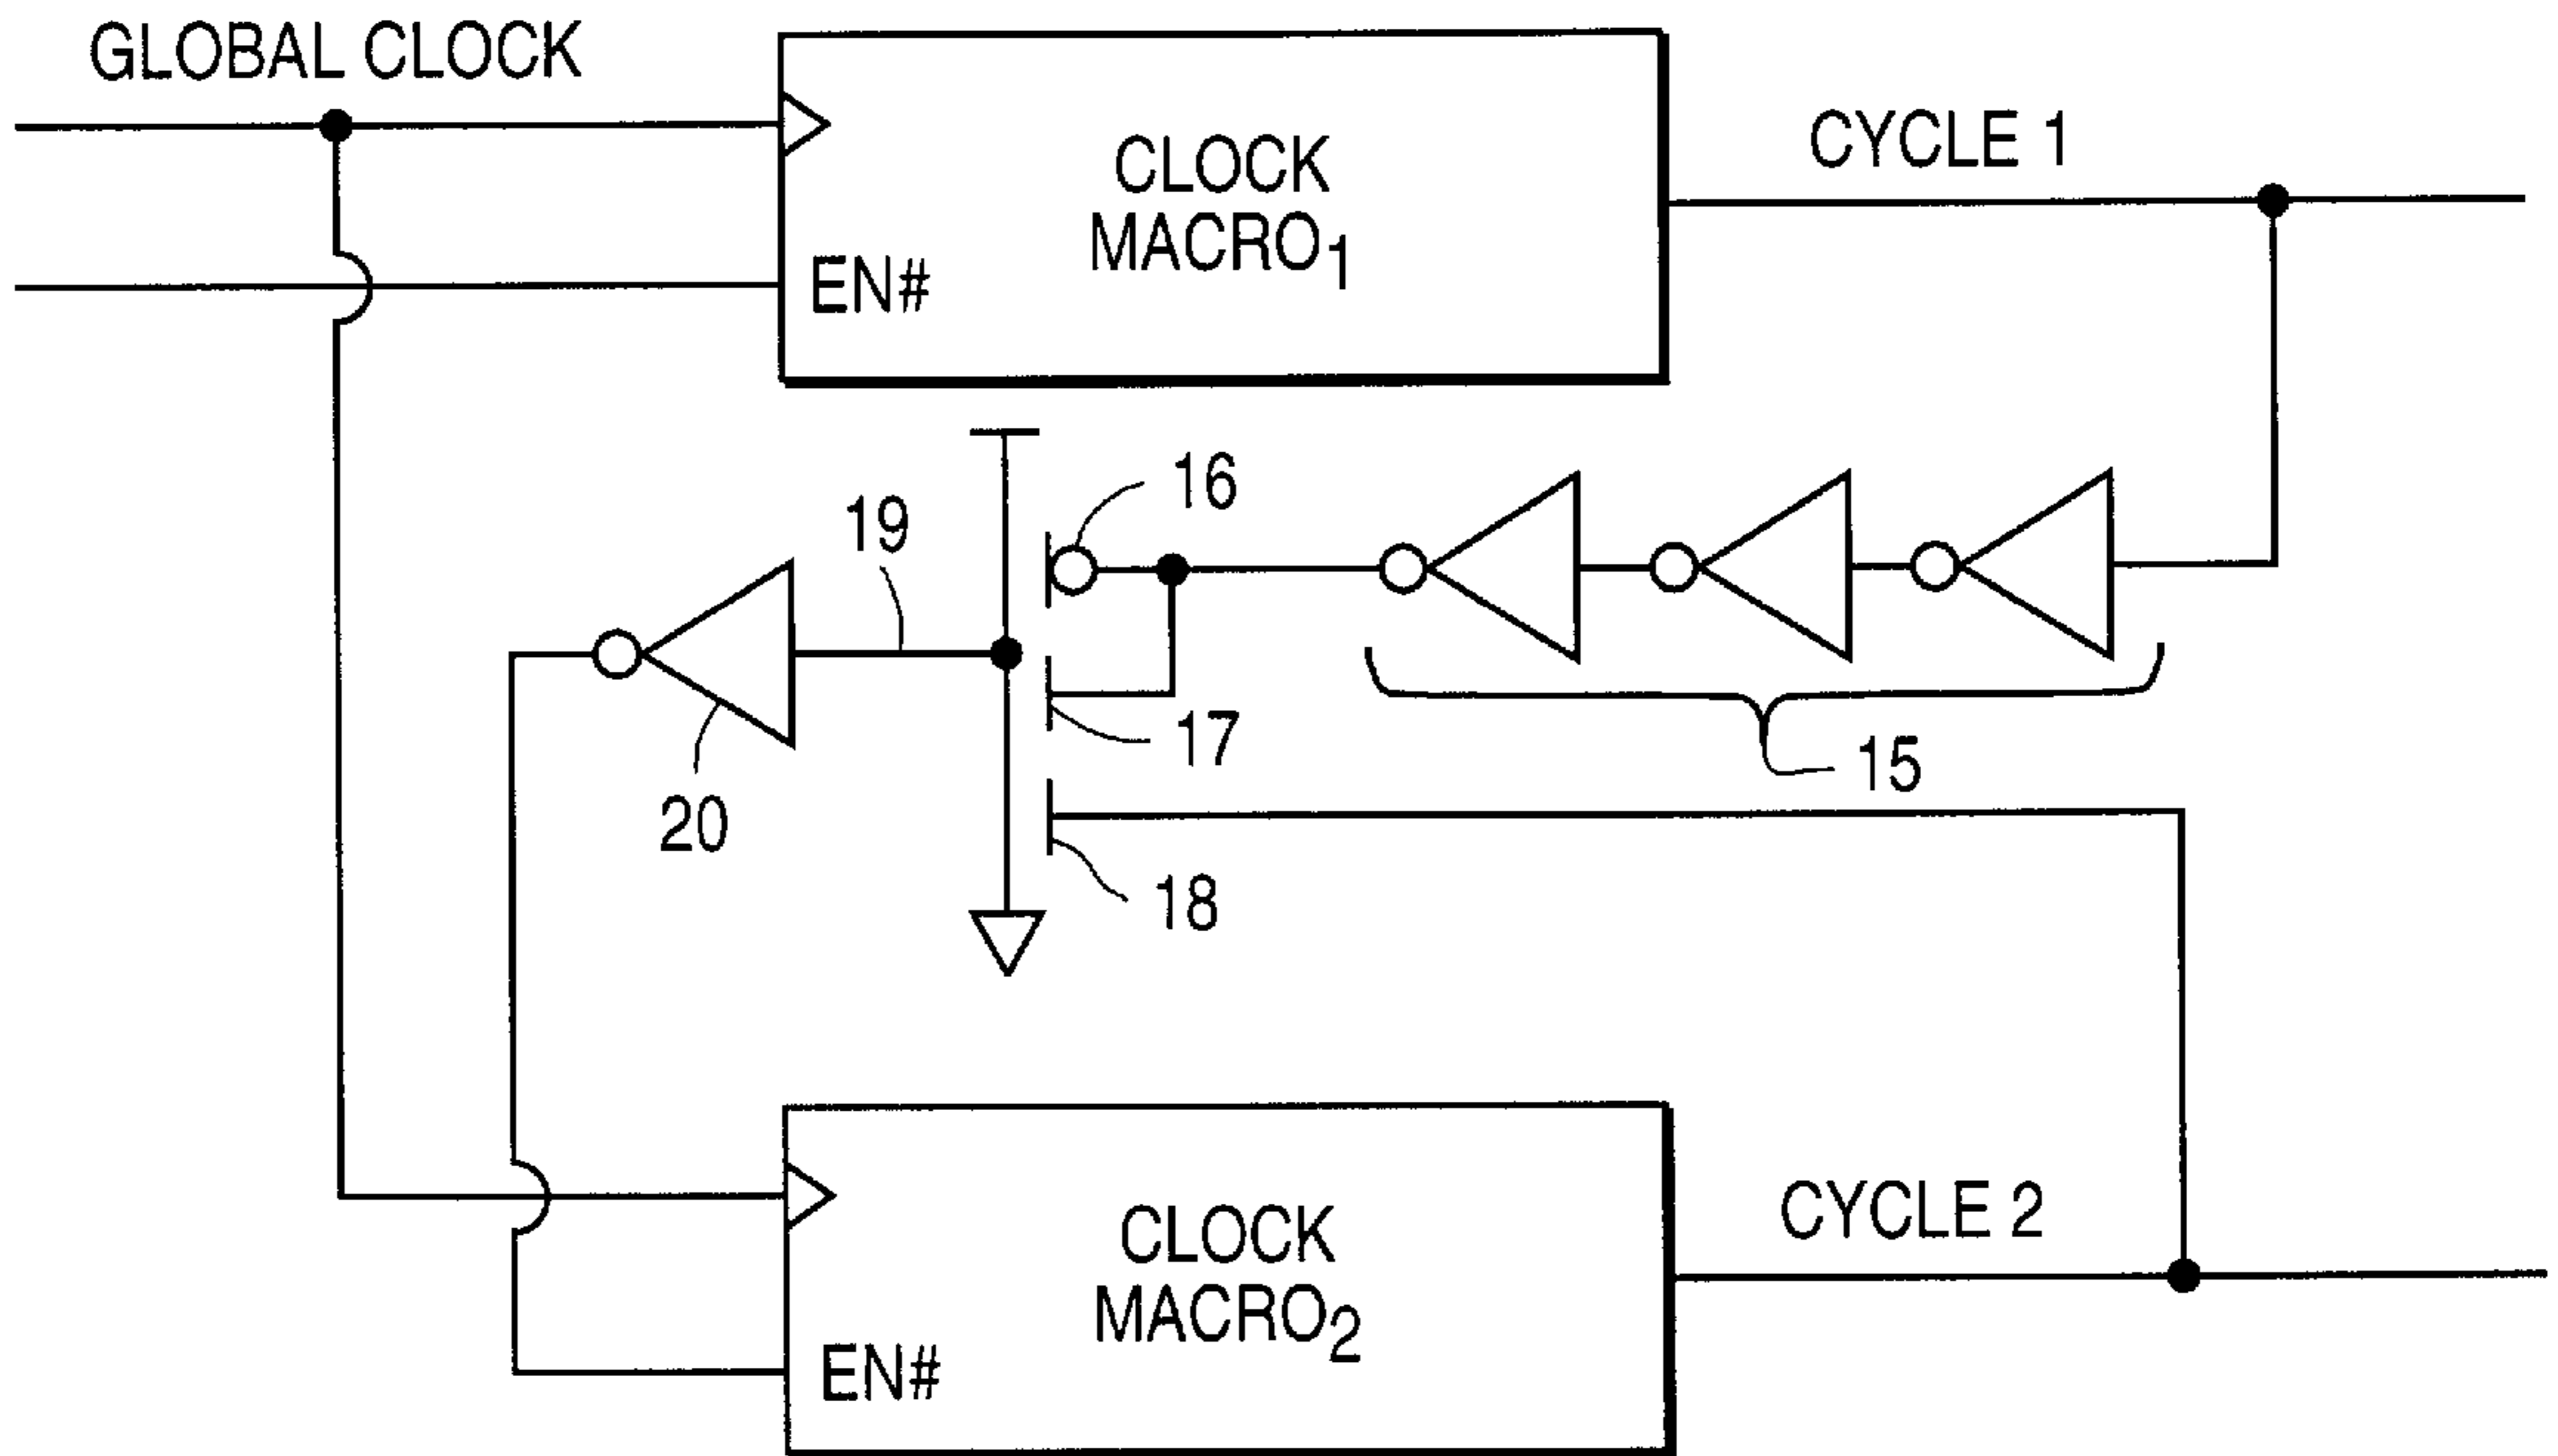 GLOBAL CLOCK
CLOCK
MACRO1
EN#
CYCLE 1
16
19
17
15
20
18
CLOCK
MACRO2
EN#
CYCLE 2